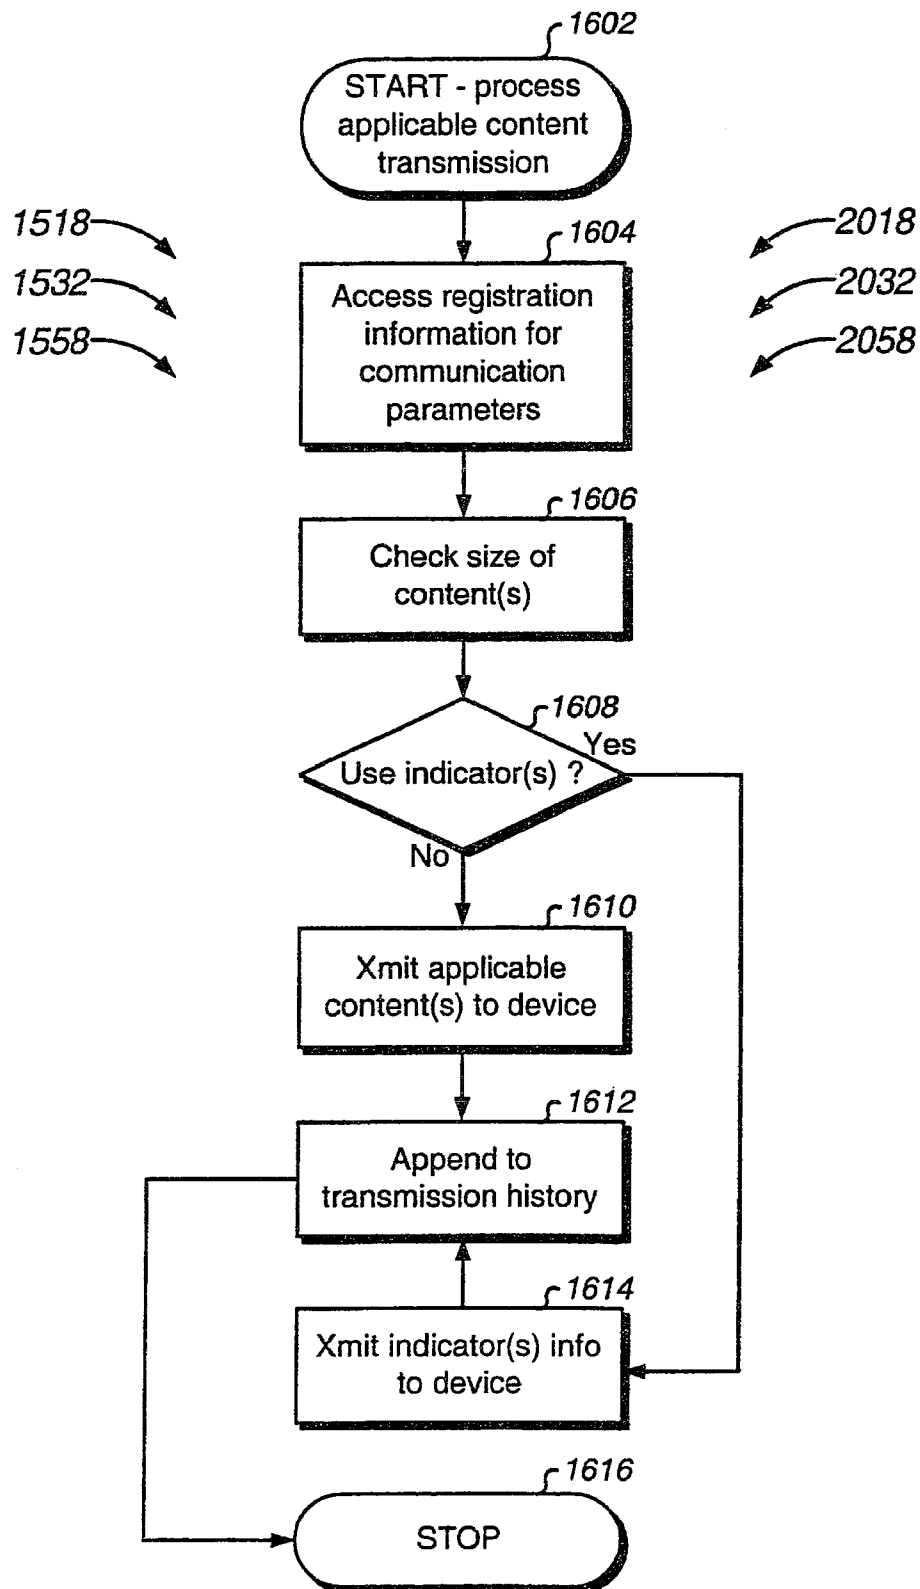 1602
START - process
applicable content
transmission
1518
1532
1558
2018
2032
2058
1604
Access registration
information for
communication
parameters
1606
Check size of
content(s)
1608
Yes
Use indicator(s) ?
No
1610
Xmit applicable
content(s) to device
1612
Append to
transmission history
1614
Xmit indicator(s) info
to device
1616
STOP